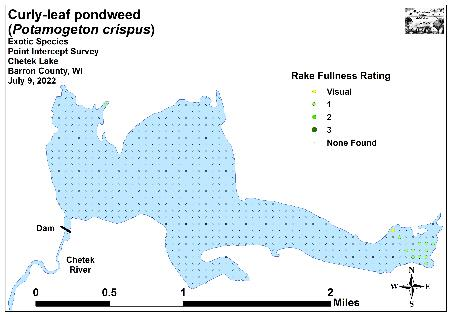 Curly-leaf pondweed
(Potamogeton crispus)
Exotic Species
Point Intercept Survey
Chetek Lake
Barron County, WI
July 9, 2022
Rake Fullness Rating
Visual
1
2
3
None Found
Dam
Chetek
River
N
W E
S
0 0.5 1 2
Miles